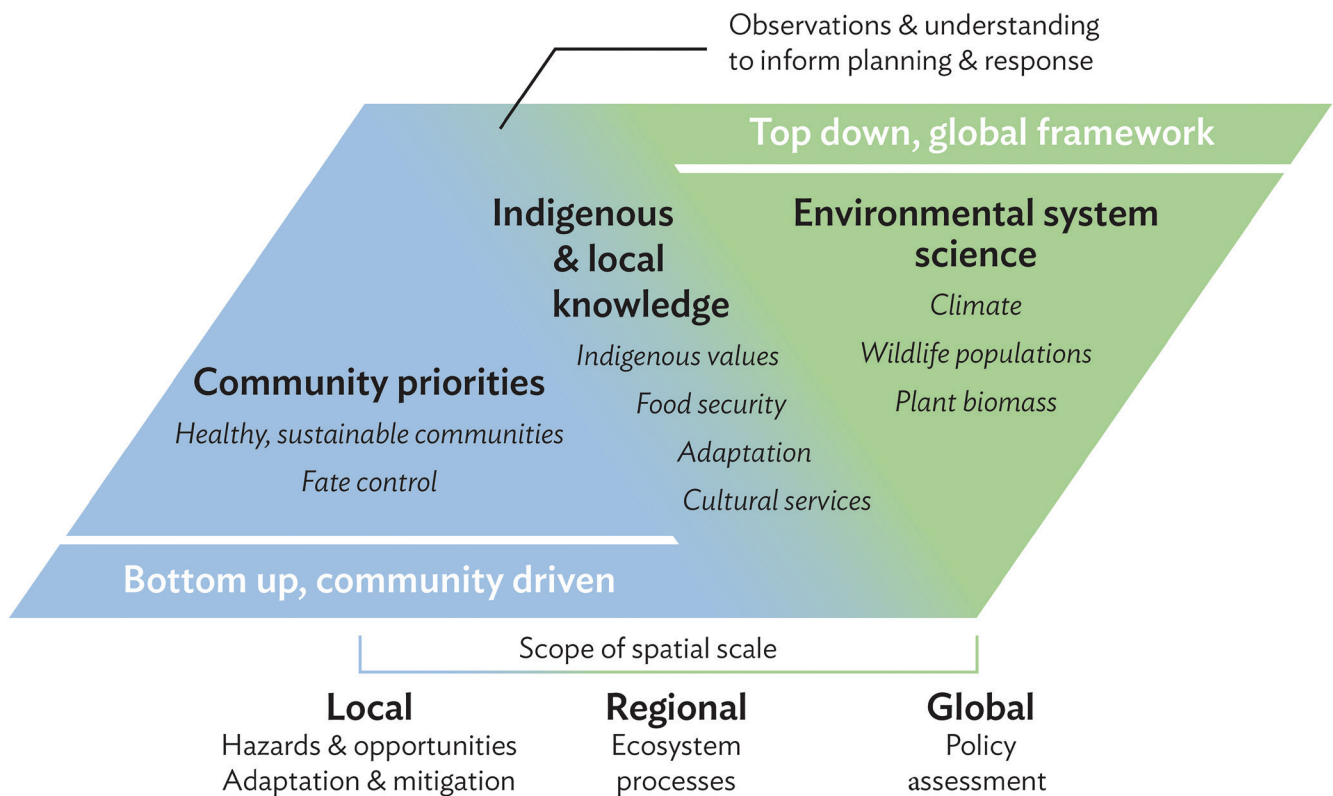 Observations & understanding
to inform planning & response
Top down, global framework
Indigenous
& local
knowledge
Indigenous values
Food security
Adaptation
Cultural services
Environmental system
science
Climate
Wildlife populations
Plant biomass
Community priorities
Healthy, sustainable communities
Fate control
Bottom up, community driven
Scope of spatial scale
Local
Hazards & opportunities
Adaptation & mitigation
Regional
Ecosystem
processes
Global
Policy
assessment